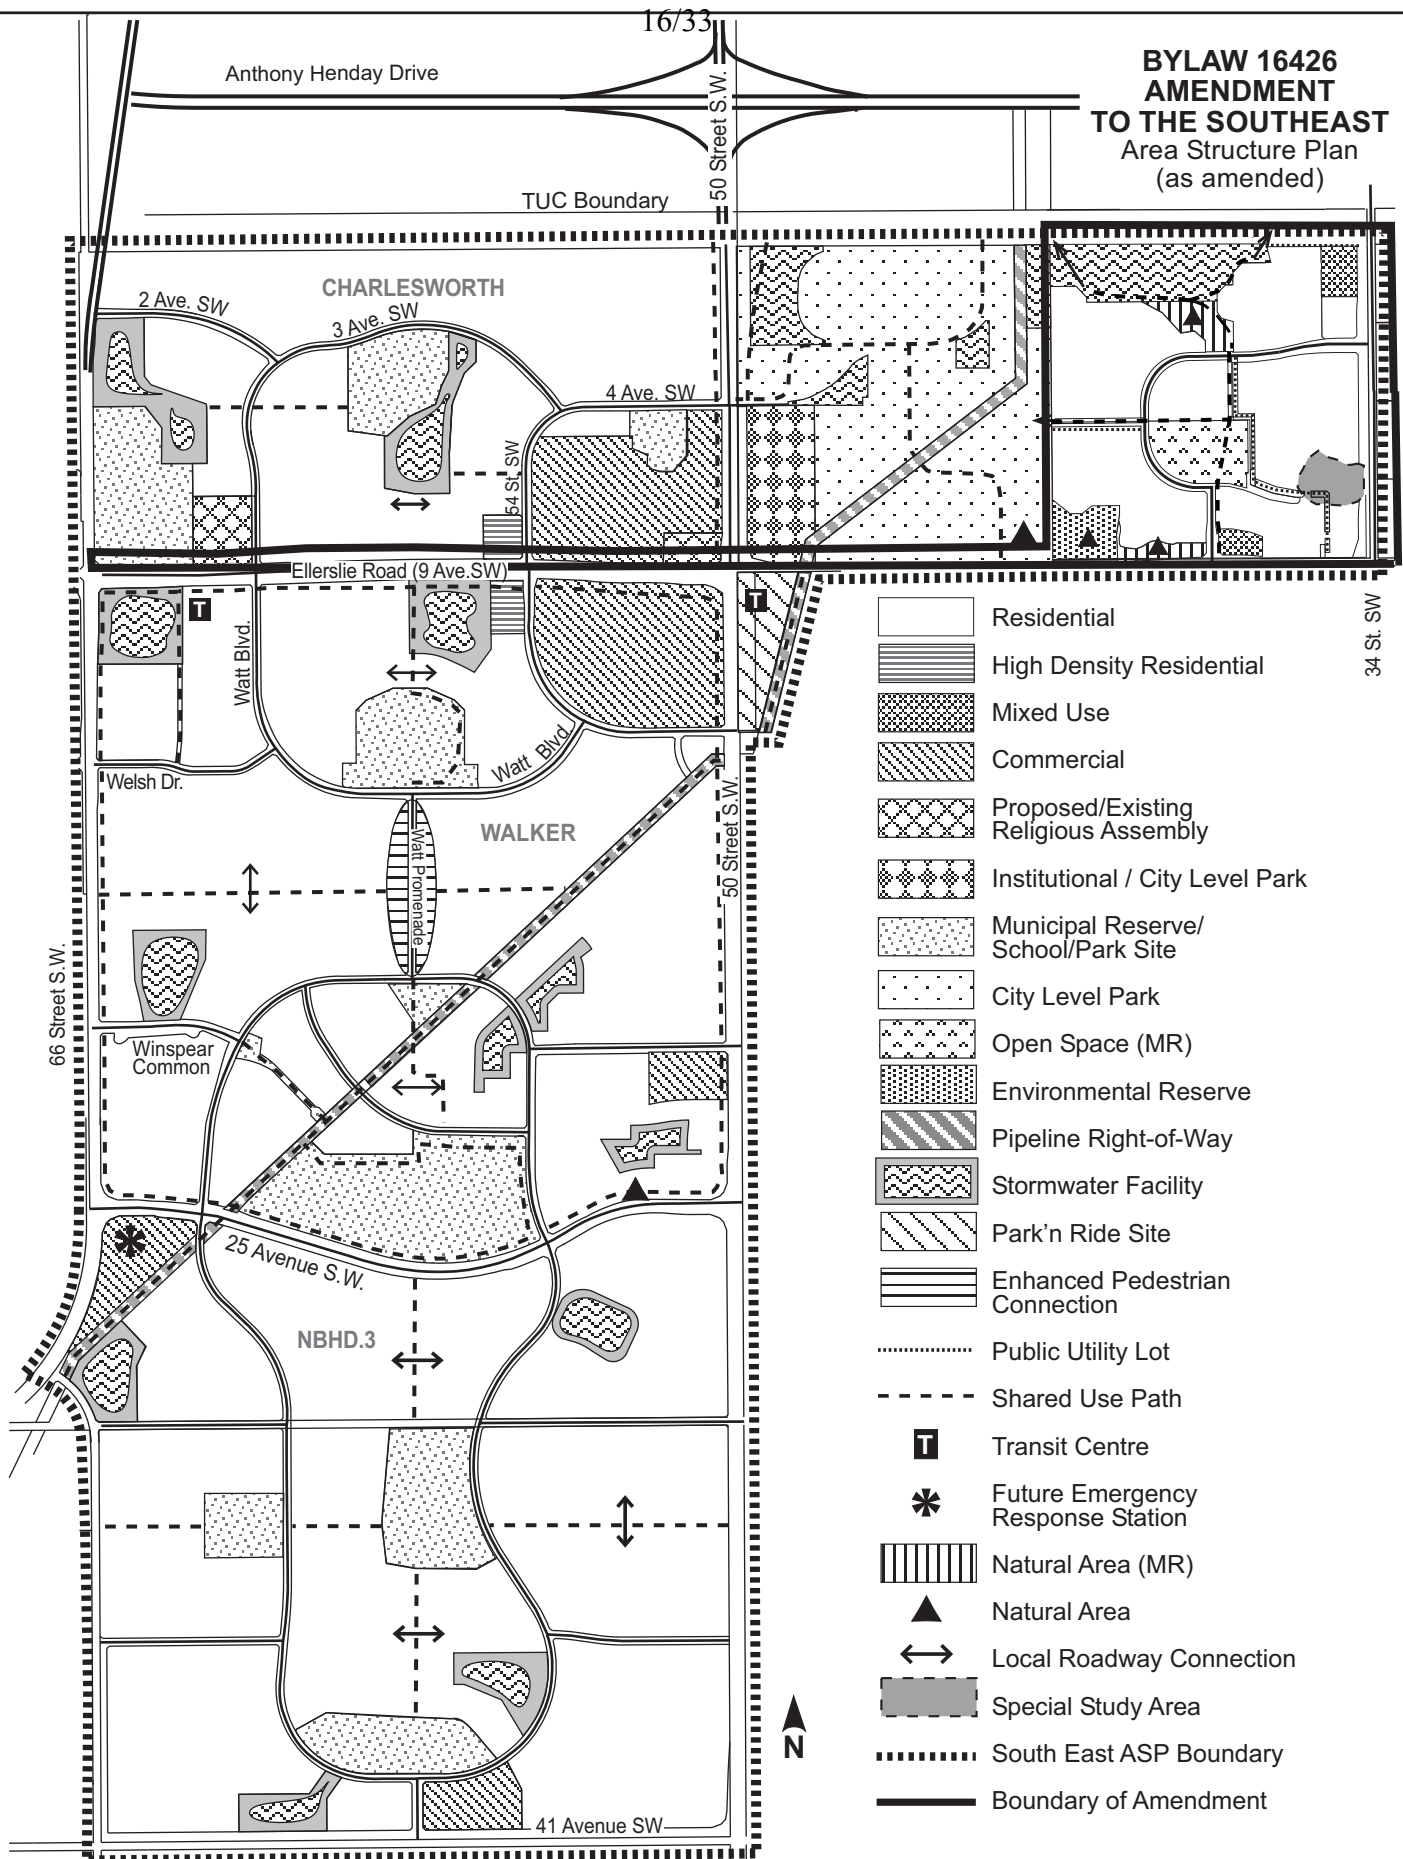 16/33
BYLAW 16426
AMENDMENT
TO THE SOUTHEAST
Area Structure Plan
(as amended)
Anthony Henday Drive
50 Street S.W.
TUC Boundary
CHARLESWORTH
2 Ave. SW
3 Ave. SW
4 Ave. SW
54 St. SW
Ellerslie Road (9 Ave.SW)
T
T
34 St. SW
Watt Blvd.
Watt Blvd.
Welsh Dr.
WALKER
Watt Promenade
50 Street S.W.
66 Street S.W.
Winspear
Common
25 Avenue S.W.
NBHD.3
41 Avenue SW
N
Residential
High Density Residential
Mixed Use
Commercial
Proposed/Existing
Religious Assembly
Institutional / City Level Park
Municipal Reserve/
School/Park Site
City Level Park
Open Space (MR)
Environmental Reserve
Pipeline Right-of-Way
Stormwater Facility
Park'n Ride Site
Enhanced Pedestrian
Connection
Public Utility Lot
Shared Use Path
T Transit Centre
Future Emergency
Response Station
Natural Area (MR)
Natural Area
Local Roadway Connection
Special Study Area
South East ASP Boundary
Boundary of Amendment